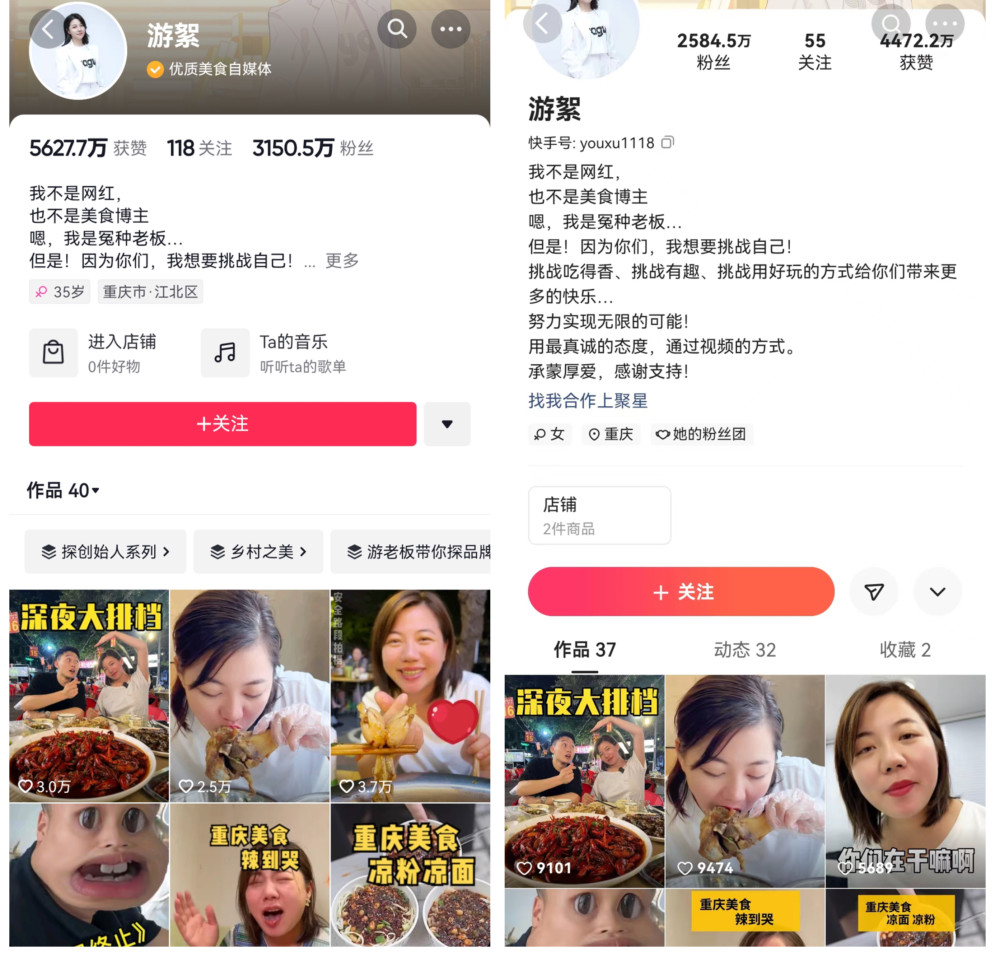 游絮
优质美食自媒体
5627.7万 获赞 118 关注 3150.5万 粉丝
我不是网红，
也不是美食博主
嗯，我是冤种老板...
但是！因为你们，我想要挑战自己！... 更多
35岁 重庆市·江北区
进入店铺
0件好物
Ta的音乐
听听ta的歌单
+关注
作品 40
探创始人系列
乡村之美
游老板带你探品牌
深夜大排档
3.0万
2.5万
3.7万
重庆美食
辣到哭
重庆美食
凉粉凉面
2584.5万
粉丝
55
关注
4472.2万
获赞
游絮
快手号: youxu1118
我不是网红，
也不是美食博主
嗯，我是冤种老板...
但是！因为你们，我想要挑战自己！
挑战吃得香、挑战有趣、挑战用好玩的方式给你们带来更
多的快乐...
努力实现无限的可能！
用最真诚的态度，通过视频的方式。
承蒙厚爱，感谢支持！
找我合作上聚星
女
重庆
她的粉丝团
店铺
2件商品
+ 关注
作品 37
动态 32
收藏 2
深夜大排档
9101
9474
你们在干嘛啊
5689
重庆美食
辣到哭
重庆美食
凉面 凉粉